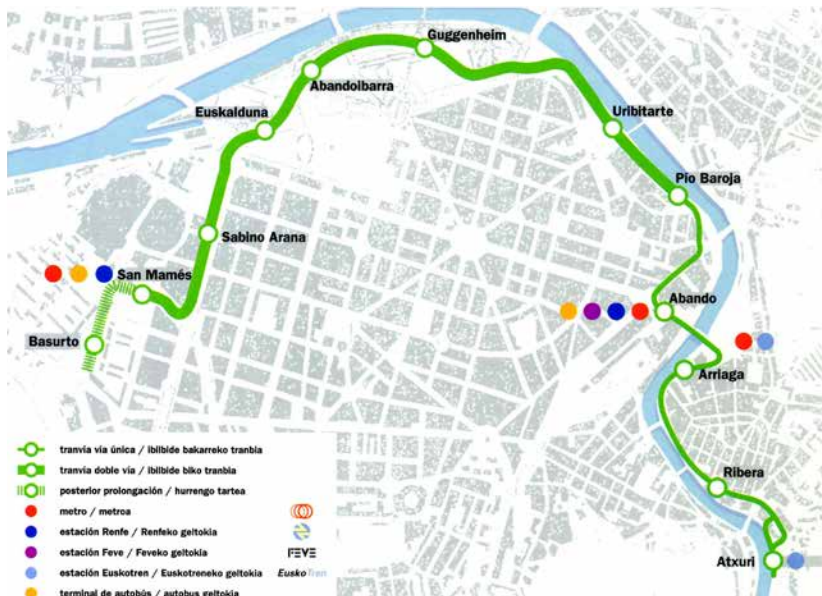 Guggenheim
Abandoibarra
Euskalduna
Uribitarte
Pío Baroja
Sabino Arana
San Mamés
Abando
Basurto
Arriaga
Ribera
Atxuri
tranvía vía única / ibilbide bakarreko tranbia
tranvía doble vía / ibilbide biko tranbia
posterior prolongación / hurrengo tartea
metro / metroa
estación Renfe / Renfeko geltokia
estación Feve / Feveko geltokia FEVE
estación Euskotren / Euskotreneko geltokia EuskoTren
terminal de autobús / autobus geltokia